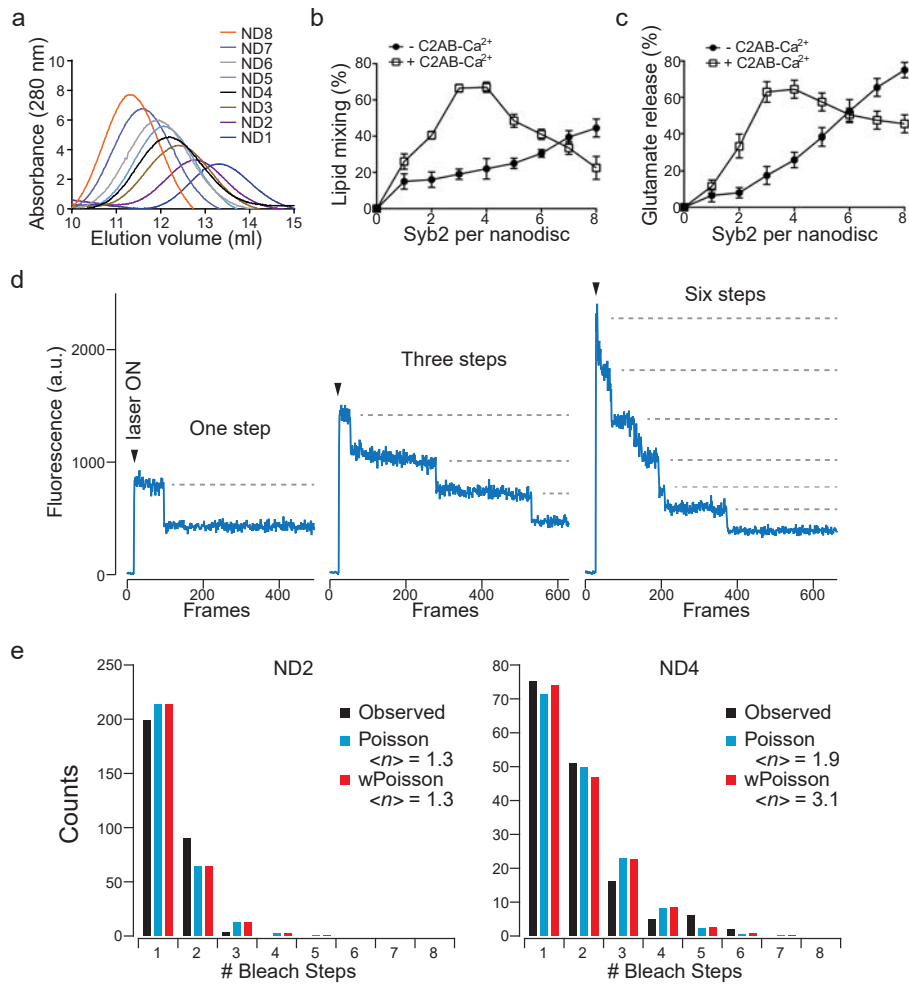 a
ND8
ND7
ND6
ND5
ND4
ND3
ND2
ND1
Absorbance (280 nm)
10
8
6
4
2
0
10 11 12 13 14 15
Elution volume (ml)
b
- C2AB-Ca²⁺
+ C2AB-Ca²⁺
Lipid mixing (%)
80
60
40
20
0
0 2 4 6 8
Syb2 per nanodisc
c
- C2AB-Ca²⁺
+ C2AB-Ca²⁺
Glutamate release (%)
80
60
40
20
0
0 2 4 6 8
Syb2 per nanodisc
d
Fluorescence (a.u.)
2000
1000
0
laser ON
One step
0 200 400
Frames
Three steps
0 200 400 600
Frames
Six steps
0 200 400 600
Frames
e
ND2
Counts
250
200
150
100
50
0
Observed
Poisson
<n> = 1.3
wPoisson
<n> = 1.3
1 2 3 4 5 6 7 8
# Bleach Steps
ND4
80
70
60
50
40
30
20
10
0
Observed
Poisson
<n> = 1.9
wPoisson
<n> = 3.1
1 2 3 4 5 6 7 8
# Bleach Steps